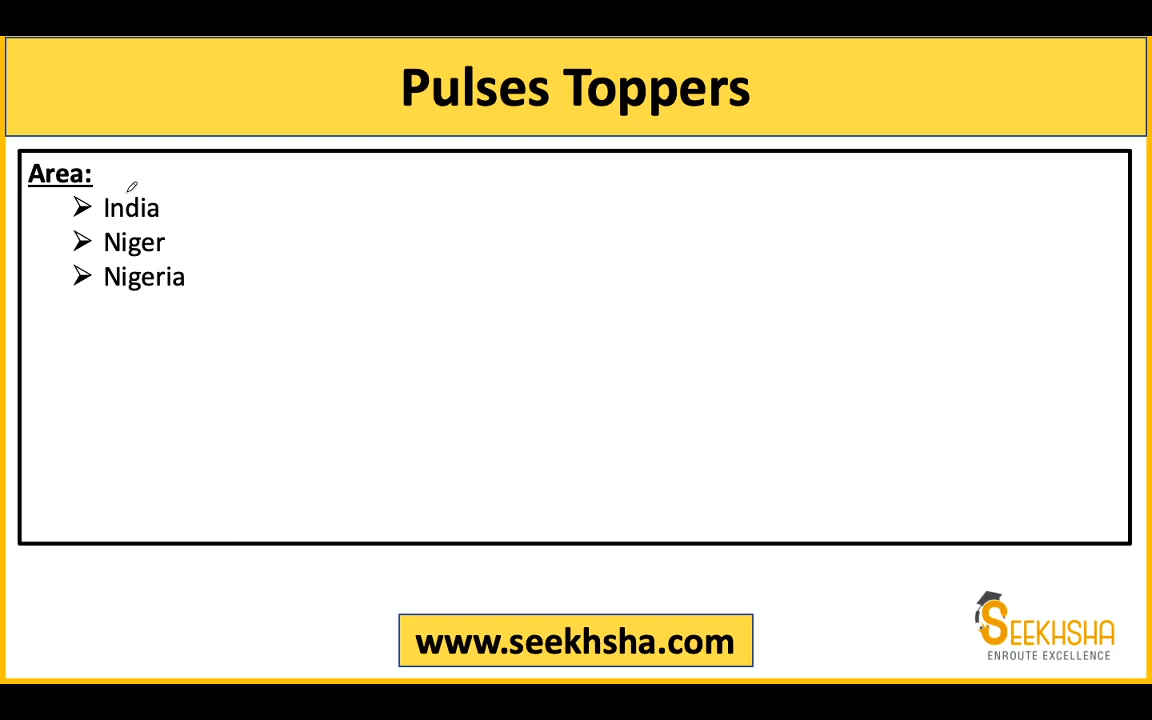 Pulses Toppers
Area:
➢ India
➢ Niger
➢ Nigeria
www.seekhsha.com
SEEKHSHA
ENROUTE EXCELLENCE